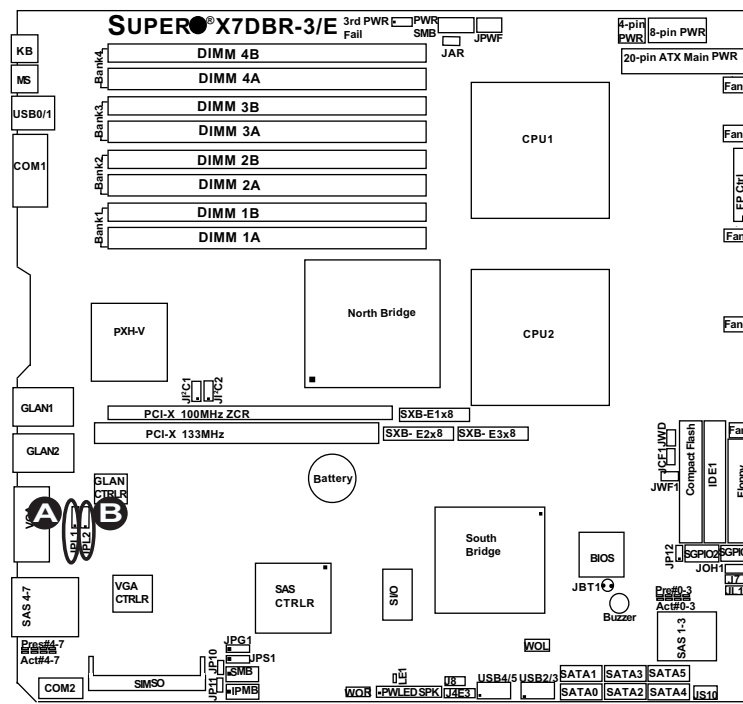 SUPER ® X7DBR-3/E
3rd PWR Fail
PWR SMB
JPWF
JAR
4-pin PWR
8-pin PWR
20-pin ATX Main PWR
KB
MS
USB0/1
COM1
Bank4
DIMM 4B
DIMM 4A
Bank3
DIMM 3B
DIMM 3A
Bank2
DIMM 2B
DIMM 2A
Bank1
DIMM 1B
DIMM 1A
CPU1
Fan
Fan
FP Ctrl
Fan
Fan
North Bridge
CPU2
PXH-V
JI²C1
JI²C2
GLAN1
GLAN2
PCI-X 100MHz ZCR
SXB-E1x8
PCI-X 133MHz
SXB- E2x8
SXB- E3x8
JWD
JCF1
JWF1
Compact Flash
IDE1
Fan
Floppy
GLAN CTRLR
Battery
A
B
JPL1
JPL2
South Bridge
BIOS
JP12
SGPIO2
JOH1
J7
JL1
JBT1
Buzzer
Pre#0-3
Act#0-3
SAS 1-3
SAS 4-7
VGA CTRLR
SAS CTRLR
SI/O
Pres#4-7
Act#4-7
COM2
SIMSO
JPG1
JPS1
JP10
JP11
SMB
IPMB
WOL
WOR
LE1
PWLED SPK
J8
J4E3
USB4/5
USB2/3
SATA1
SATA3
SATA5
SATA0
SATA2
SATA4
JS10